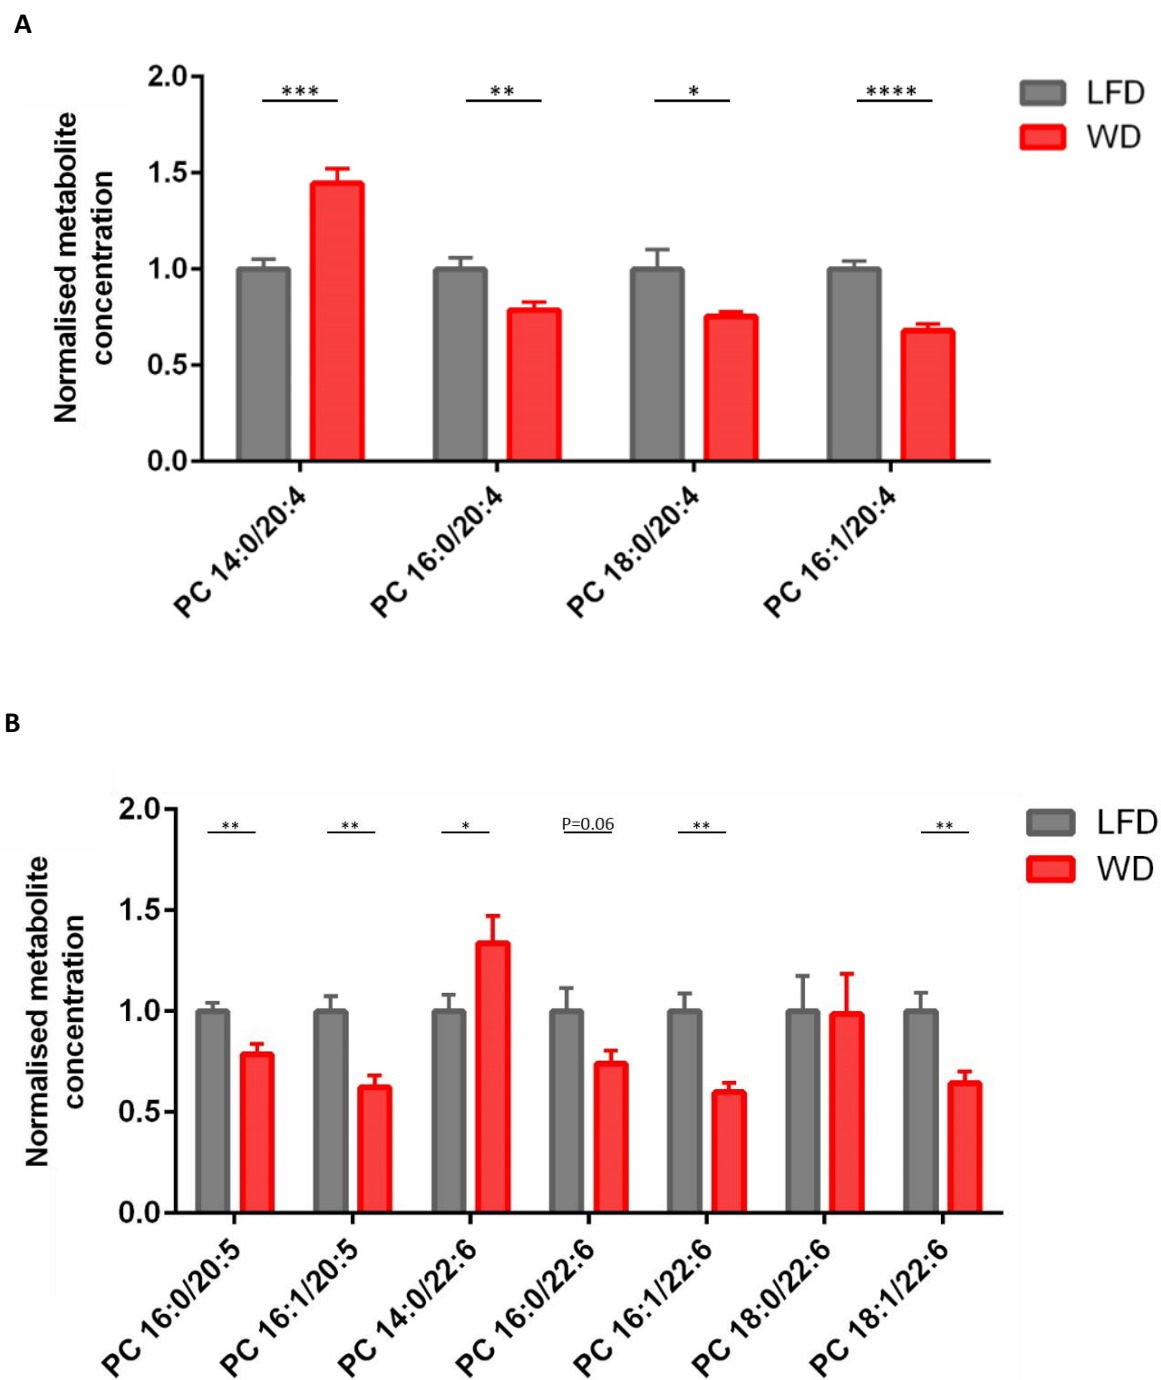 A
Normalised metabolite
concentration
2.0
1.5
1.0
0.5
0.0
***
**
*
****
LFD
WD
PC 14:0/20:4
PC 16:0/20:4
PC 18:0/20:4
PC 16:1/20:4
B
Normalised metabolite
concentration
2.0
1.5
1.0
0.5
0.0
**
**
*
P=0.06
**
**
LFD
WD
PC 16:0/20:5
PC 16:1/20:5
PC 14:0/22:6
PC 16:0/22:6
PC 16:1/22:6
PC 18:0/22:6
PC 18:1/22:6